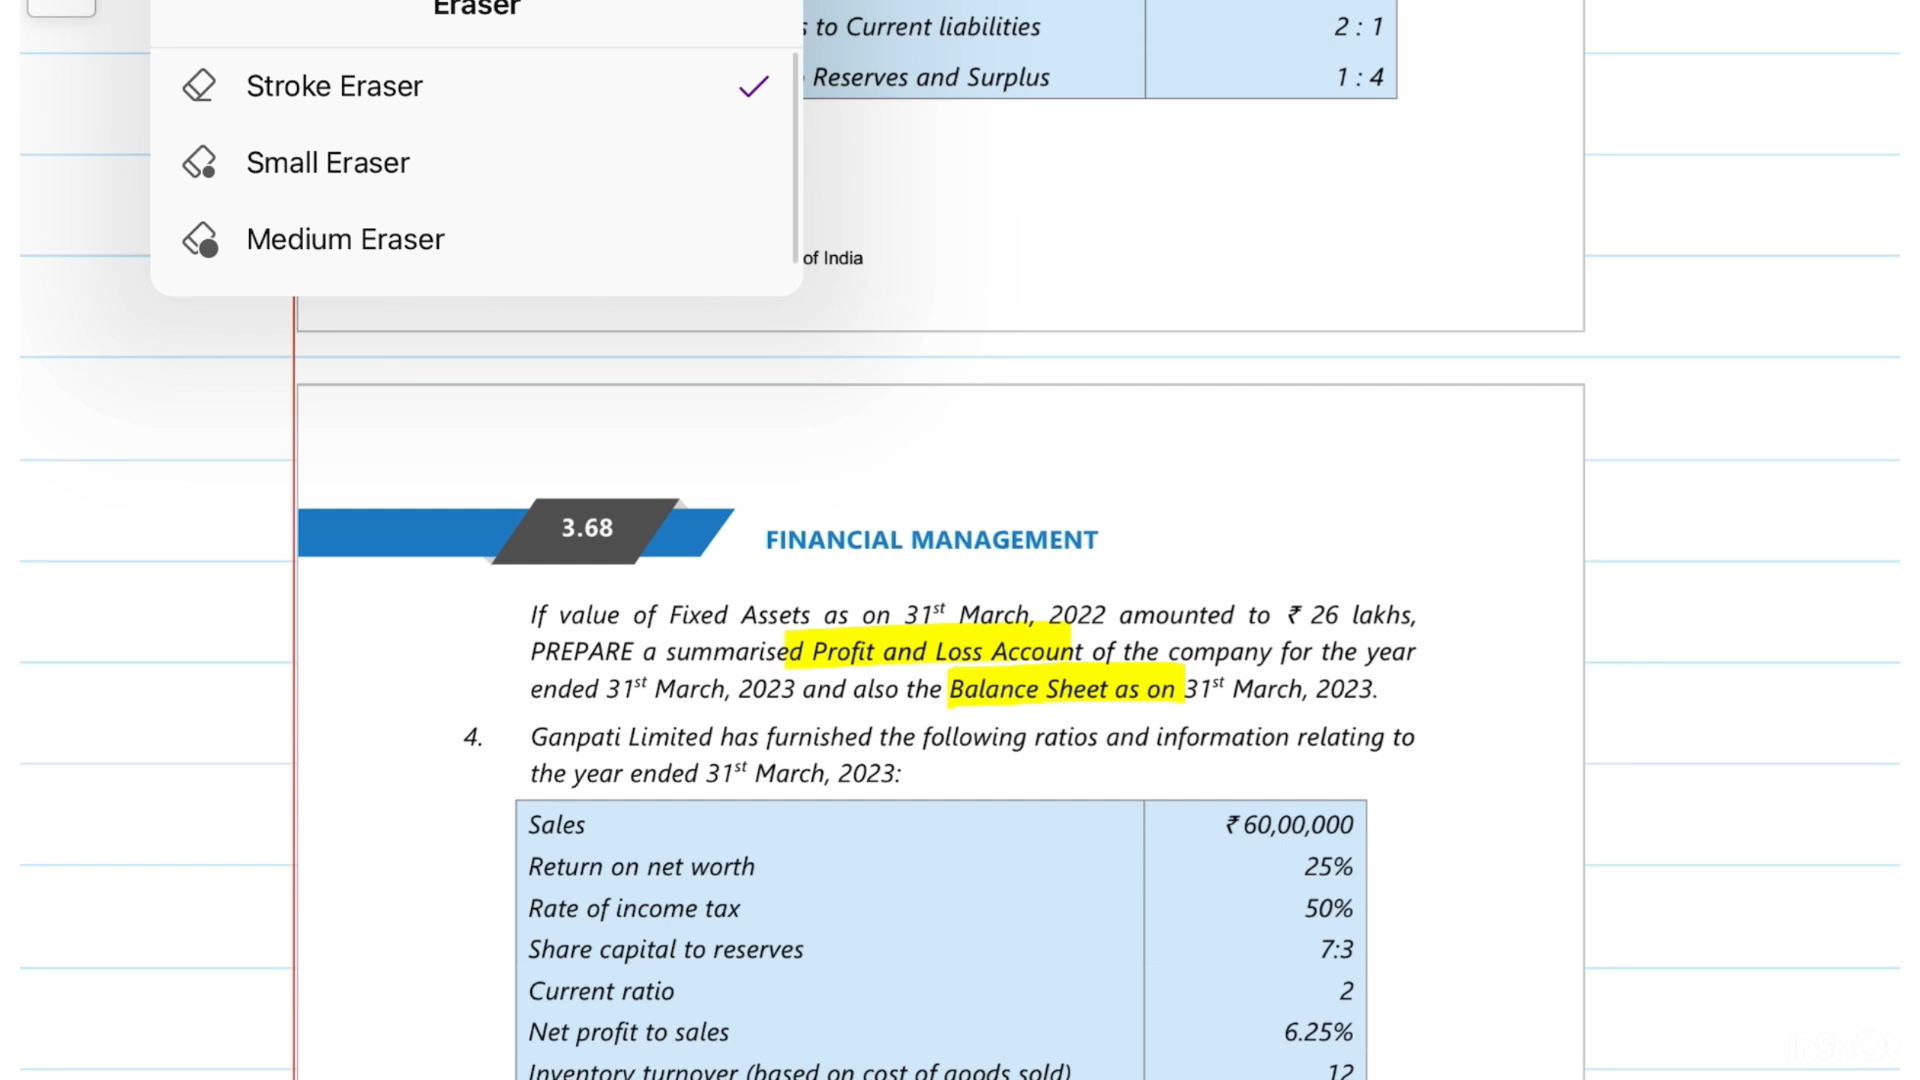 Eraser
Stroke Eraser
Small Eraser
Medium Eraser
s to Current liabilities 2 : 1
Reserves and Surplus 1 : 4
of India
3.68
FINANCIAL MANAGEMENT
If value of Fixed Assets as on 31st March, 2022 amounted to ₹ 26 lakhs,
PREPARE a summarised Profit and Loss Account of the company for the year
ended 31st March, 2023 and also the Balance Sheet as on 31st March, 2023.
4. Ganpati Limited has furnished the following ratios and information relating to
the year ended 31st March, 2023:
Sales ₹ 60,00,000
Return on net worth 25%
Rate of income tax 50%
Share capital to reserves 7:3
Current ratio 2
Net profit to sales 6.25%
Inventory turnover (based on cost of goods sold) 12